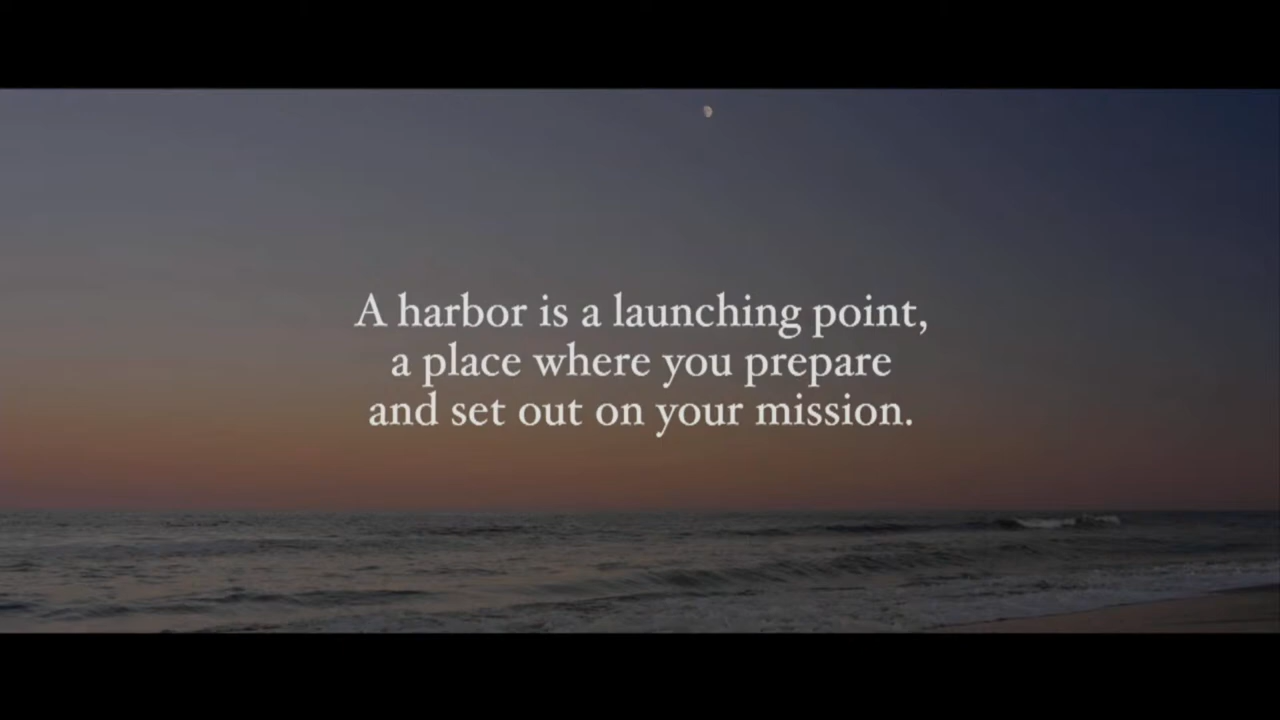 A harbor is a launching point,
a place where you prepare
and set out on your mission.